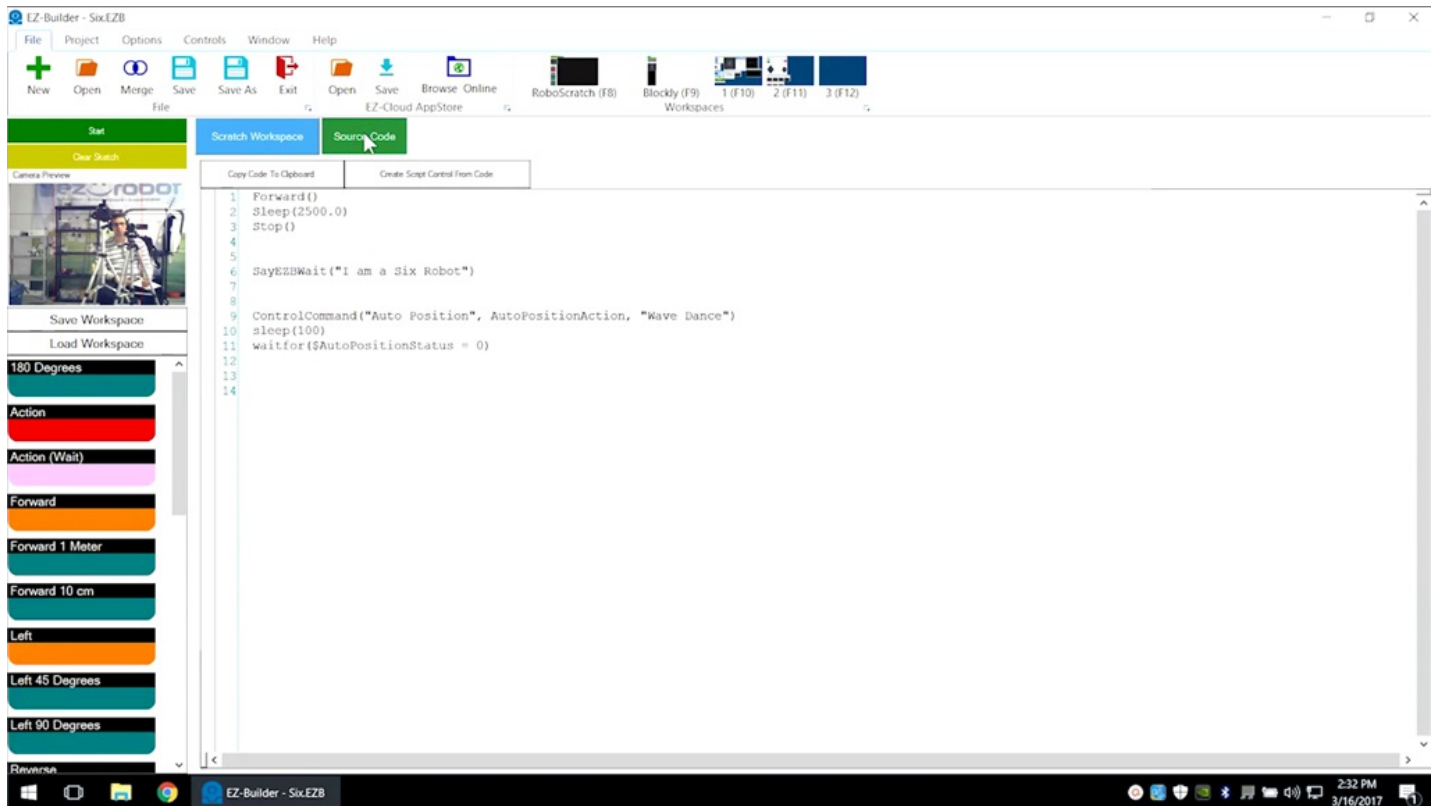 EZ-Builder - Six.EZB
File Project Options Controls Window Help
New Open Merge Save Save As Exit Open Save Browse Online RoboScratch (F8) Blockly (F9) 1 (F10) 2 (F11) 3 (F12)
File EZ-Cloud AppStore Workspaces
Start
Clear Sketch
Camera Preview
ez robot
Save Workspace
Load Workspace
180 Degrees
Action
Action (Wait)
Forward
Forward 1 Meter
Forward 10 cm
Left
Left 45 Degrees
Left 90 Degrees
Reverse
Scratch Workspace Source Code
Copy Code To Clipboard Create Script Control From Code
1 Forward()
2 Sleep(2500.0)
3 Stop()
4
5
6 SayEZBWait("I am a Six Robot")
7
8
9 ControlCommand("Auto Position", AutoPositionAction, "Wave Dance")
10 sleep(100)
11 waitfor($AutoPositionStatus = 0)
12
13
14
EZ-Builder - Six.EZB
2:32 PM
3/16/2017